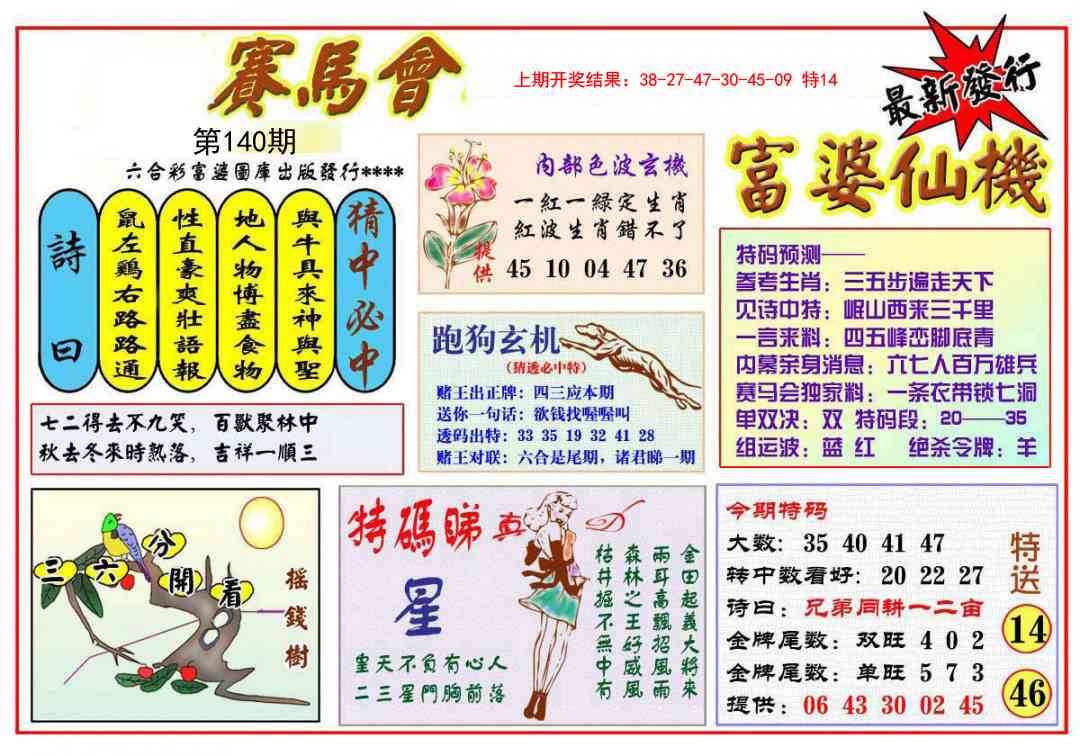 賽馬會
上期开奖结果：38-27-47-30-45-09 特14
最新發行
第140期
六合彩富婆圖庫出版發行****
富婆仙機
詩曰
鼠左鷄右路路通
性直豪爽壯語報
地人物博盡食物
與牛具來神與聖
猜中必中
七二得去不九笑，百獸聚林中
秋去冬來時熟落，吉祥一順三
内部色波玄機
一紅一綠定生肖
紅波生肖錯不了
提供
45 10 04 47 36
跑狗玄机
（猜透必中特）
赌王出正牌：四三应本期
送你一句话：欲钱找喔喔叫
透码出特：33 35 19 32 41 28
赌王对联：六合是尾期，诸君睇一期
特码预测——
参考生肖：三五步遍走天下
见诗中特：岷山西来三千里
一言来料：四五峰峦脚底青
内幕亲身消息：六七人百万雄兵
赛马会独家料：一条衣带锁七洞
单双决：双 特码段：20——35
组运波：蓝 红 绝杀令牌：羊
三六分開看
摇錢樹
特碼睇真D
星
皇天不負有心人
二三星門胸前落
金田起義大將來
兩耳高飄招風雨
森林之王好威風
枯井掘不無中有
今期特码
大数：35 40 41 47
转中数看好：20 22 27
诗曰：兄弟同耕一二亩
金牌尾数：双旺 4 0 2
金牌尾数：单旺 5 7 3
提供：06 43 30 02 45
特送
14
46